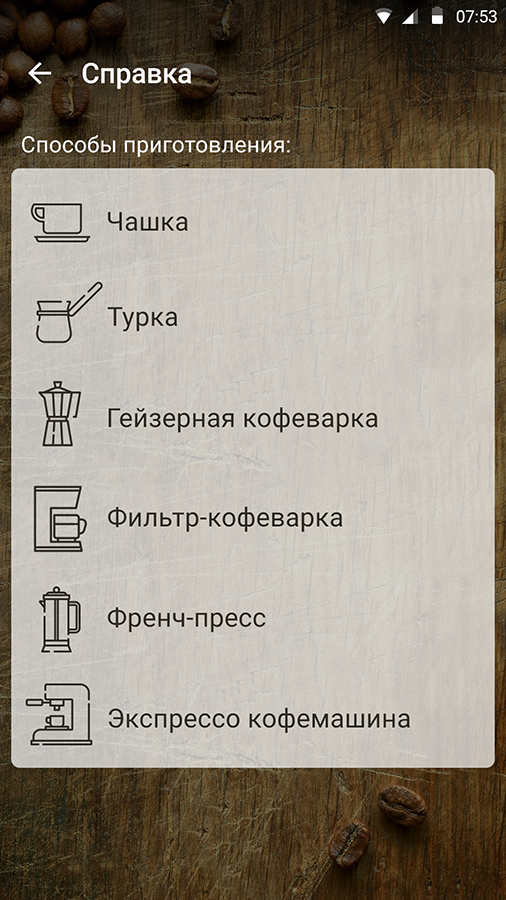 07:53
Справка
Способы приготовления:
Чашка
Турка
Гейзерная кофеварка
Фильтр-кофеварка
Френч-пресс
Экспрессо кофемашина